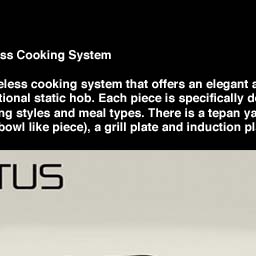 ss Cooking System
eless cooking system that offers an elegant a
tional static hob. Each piece is specifically d
ng styles and meal types. There is a tepan ya
bowl like piece), a grill plate and induction pl
TUS